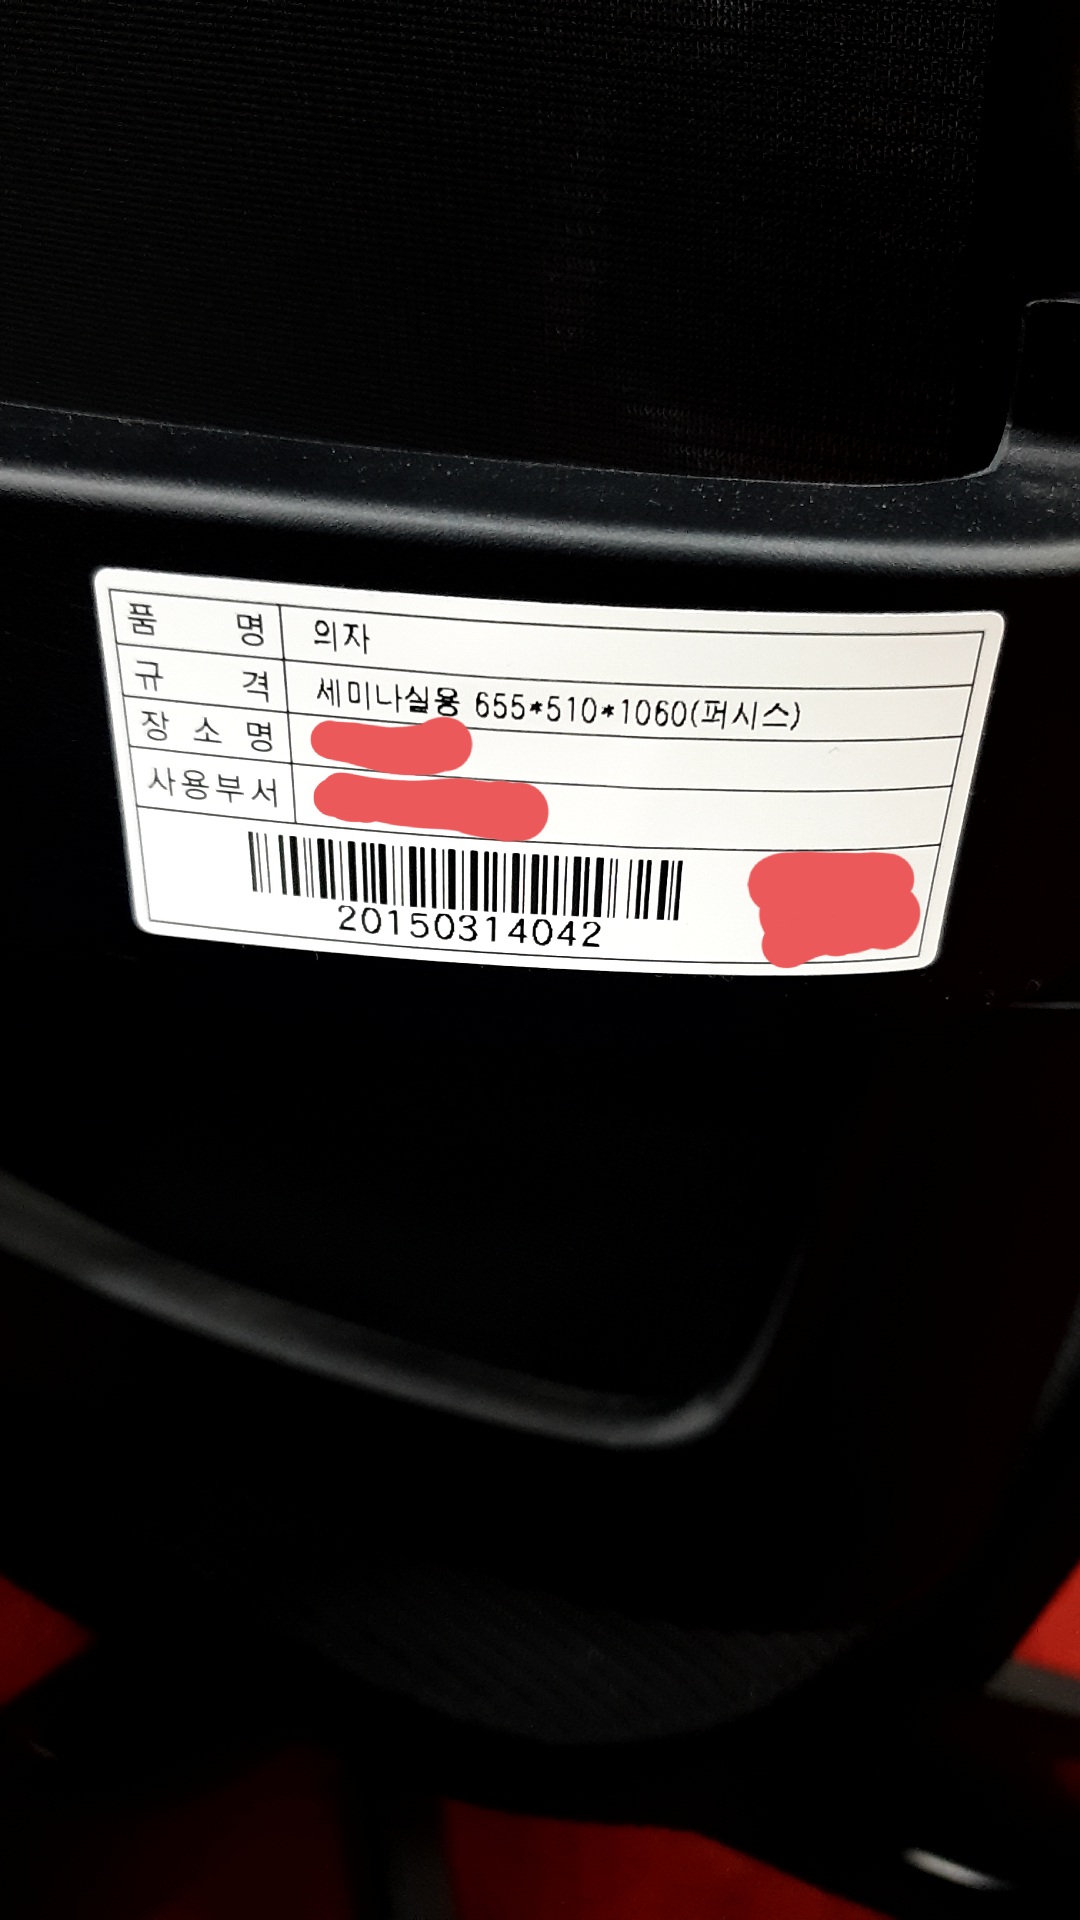 품 명 의자
규 격 세미나실용 655*510*1060(퍼시스)
장 소 명
사용부서
20150314042